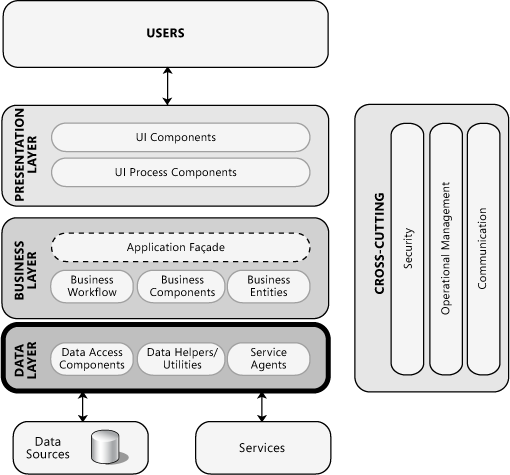 USERS
PRESENTATION
LAYER
UI Components
UI Process Components
BUSINESS
LAYER
Application Façade
Business
Workflow
Business
Components
Business
Entities
DATA
LAYER
Data Access
Components
Data Helpers/
Utilities
Service
Agents
Data
Sources
Services
CROSS-CUTTING
Security
Operational Management
Communication